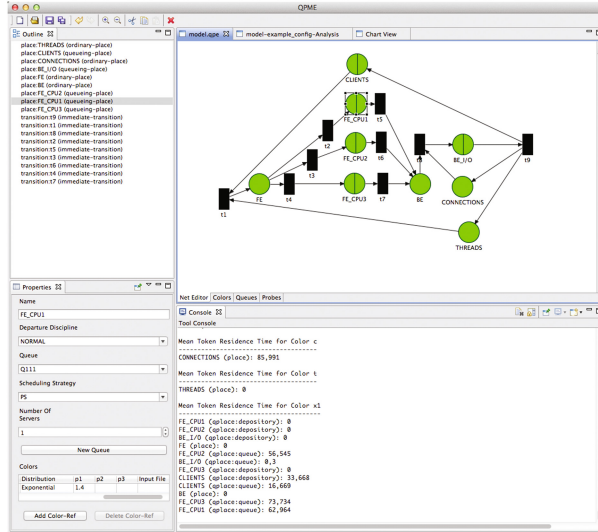 QPME
Outline
place:THREADS (ordinary-place)
place:CLIENTS (queueing-place)
place:CONNECTIONS (ordinary-place)
place:BE_I/O (queueing-place)
place:FE (ordinary-place)
place:BE (ordinary-place)
place:FE_CPU2 (queueing-place)
place:FE_CPU1 (queueing-place)
place:FE_CPU3 (queueing-place)
transition:t9 (immediate-transition)
transition:t1 (immediate-transition)
transition:t8 (immediate-transition)
transition:t2 (immediate-transition)
transition:t5 (immediate-transition)
transition:t3 (immediate-transition)
transition:t6 (immediate-transition)
transition:t4 (immediate-transition)
transition:t7 (immediate-transition)
model.qpe
model-example_config-Analysis
Chart View
CLIENTS
FE_CPU1
t5
t2
FE_CPU2
t6
t8
BE_I/O
t9
t3
FE
t4
FE_CPU3
t7
BE
CONNECTIONS
t1
THREADS
Net Editor
Colors
Queues
Probes
Properties
Name
FE_CPU1
Departure Discipline
NORMAL
Queue
Q111
Scheduling Strategy
PS
Number Of
Servers
1
New Queue
Colors
Distribution p1 p2 p3 Input File
Exponential 1.4
Add Color-Ref
Delete Color-Ref
Console
Tool Console
Mean Token Residence Time for Color c
----------------------------------------
CONNECTIONS (place): 85,991
Mean Token Residence Time for Color t
----------------------------------------
THREADS (place): 0
Mean Token Residence Time for Color x1
----------------------------------------
FE_CPU1 (qplace:depository): 0
FE_CPU2 (qplace:depository): 0
BE_I/O (qplace:depository): 0
FE (place): 0
FE_CPU2 (qplace:queue): 56,545
BE_I/O (qplace:queue): 0,3
FE_CPU3 (qplace:depository): 0
CLIENTS (qplace:depository): 33,668
CLIENTS (qplace:queue): 16,669
BE (place): 0
FE_CPU3 (qplace:queue): 73,734
FE_CPU1 (qplace:queue): 62,964